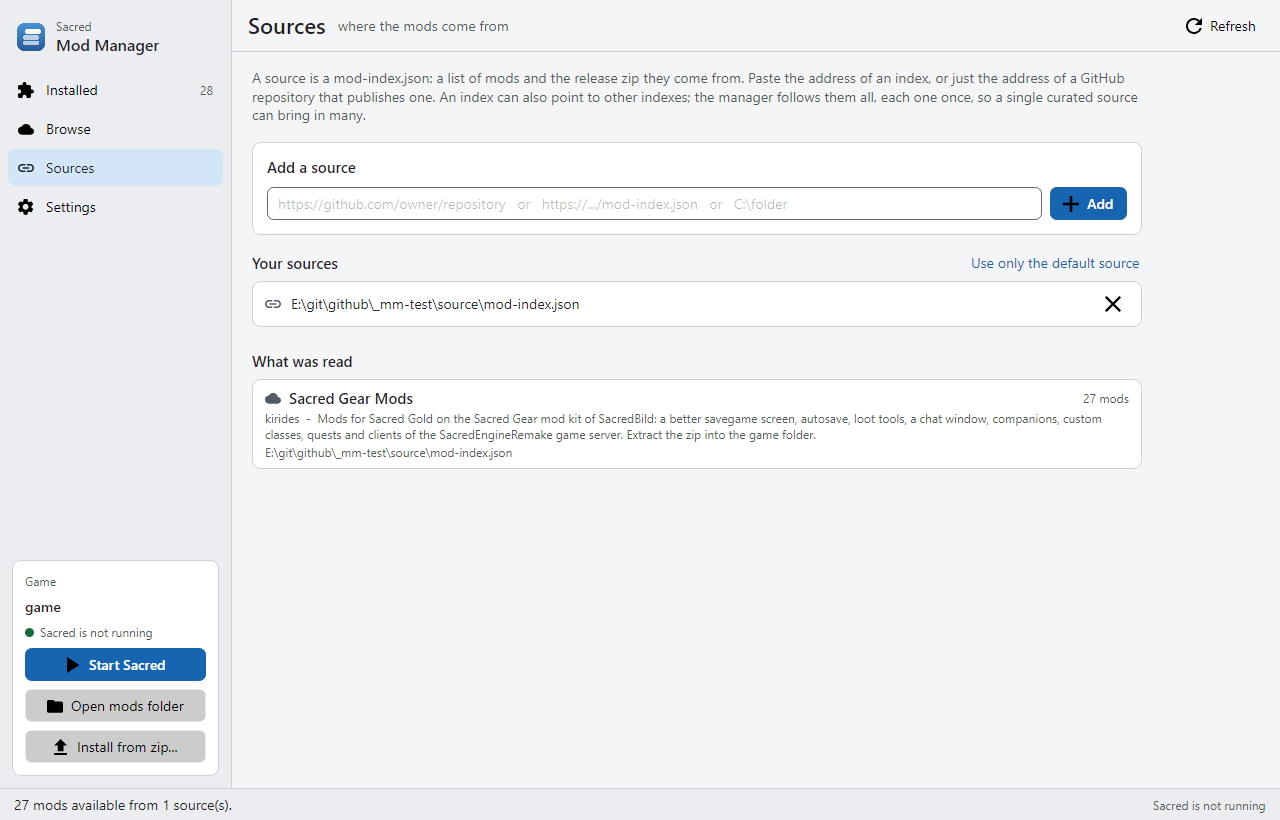 Sacred
Mod Manager
Installed 28
Browse
Sources
Settings
Game
game
Sacred is not running
Start Sacred
Open mods folder
Install from zip...
Sources where the mods come from
Refresh
A source is a mod-index.json: a list of mods and the release zip they come from. Paste the address of an index, or just the address of a GitHub
repository that publishes one. An index can also point to other indexes; the manager follows them all, each one once, so a single curated source
can bring in many.
Add a source
https://github.com/owner/repository or https://.../mod-index.json or C:\folder
Add
Your sources
Use only the default source
E:\git\github\_mm-test\source\mod-index.json
What was read
Sacred Gear Mods 27 mods
kirides - Mods for Sacred Gold on the Sacred Gear mod kit of SacredBild: a better savegame screen, autosave, loot tools, a chat window, companions, custom
classes, quests and clients of the SacredEngineRemake game server. Extract the zip into the game folder.
E:\git\github\_mm-test\source\mod-index.json
27 mods available from 1 source(s).
Sacred is not running